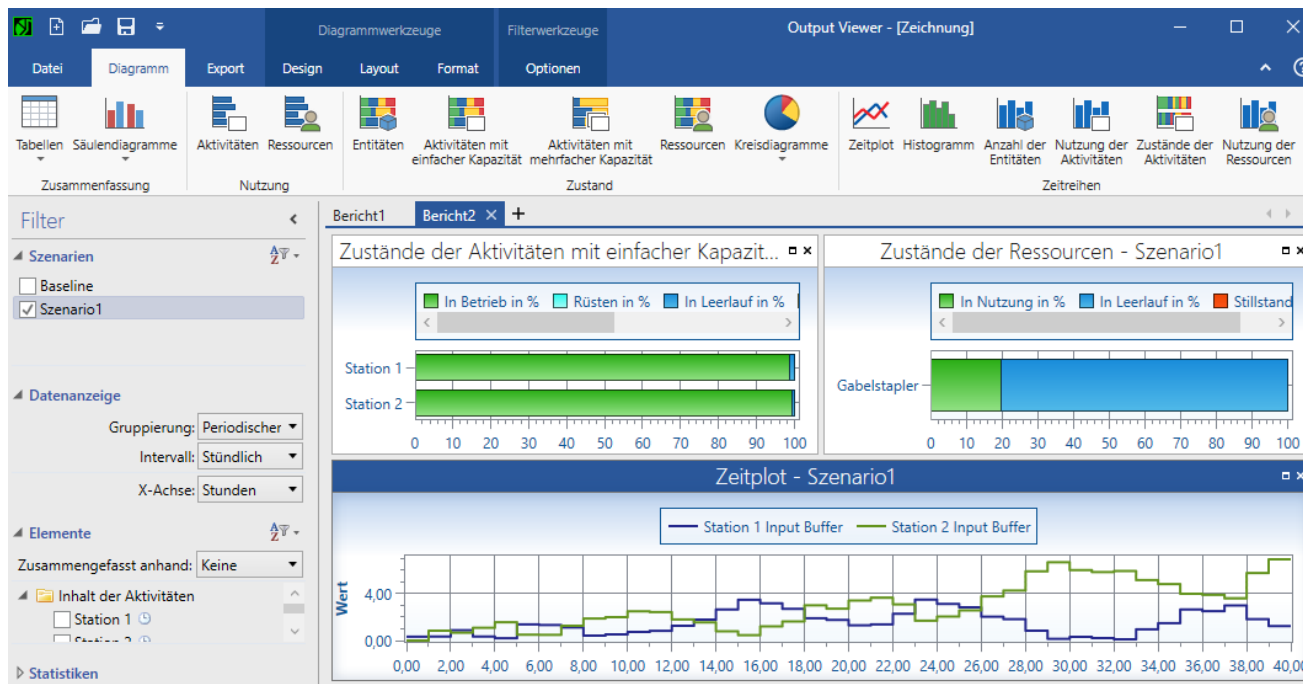 Diagrammwerkzeuge Filterwerkzeuge Output Viewer - [Zeichnung]
Datei Diagramm Export Design Layout Format Optionen
Tabellen Säulendiagramme Aktivitäten Ressourcen Entitäten Aktivitäten mit einfacher Kapazität Aktivitäten mit mehrfacher Kapazität Ressourcen Kreisdiagramme Zeitplot Histogramm Anzahl der Entitäten Nutzung der Aktivitäten Zustände der Aktivitäten Nutzung der Ressourcen
Zusammenfassung Nutzung Zustand Zeitreihen
Filter
Szenarien
Baseline
Szenario1
Datenanzeige
Gruppierung: Periodischer
Intervall: Stündlich
X-Achse: Stunden
Elemente
Zusammengefasst anhand: Keine
Inhalt der Aktivitäten
Station 1
Statistiken
Bericht1 Bericht2 +
Zustände der Aktivitäten mit einfacher Kapazit...
In Betrieb in % Rüsten in % In Leerlauf in %
Station 1
Station 2
0 10 20 30 40 50 60 70 80 90 100
Zustände der Ressourcen - Szenario1
In Nutzung in % In Leerlauf in % Stillstand
Gabelstapler
0 10 20 30 40 50 60 70 80 90 100
Zeitplot - Szenario1
Station 1 Input Buffer Station 2 Input Buffer
Wert
4,00
0,00
0,00 2,00 4,00 6,00 8,00 10,00 12,00 14,00 16,00 18,00 20,00 22,00 24,00 26,00 28,00 30,00 32,00 34,00 36,00 38,00 40,00